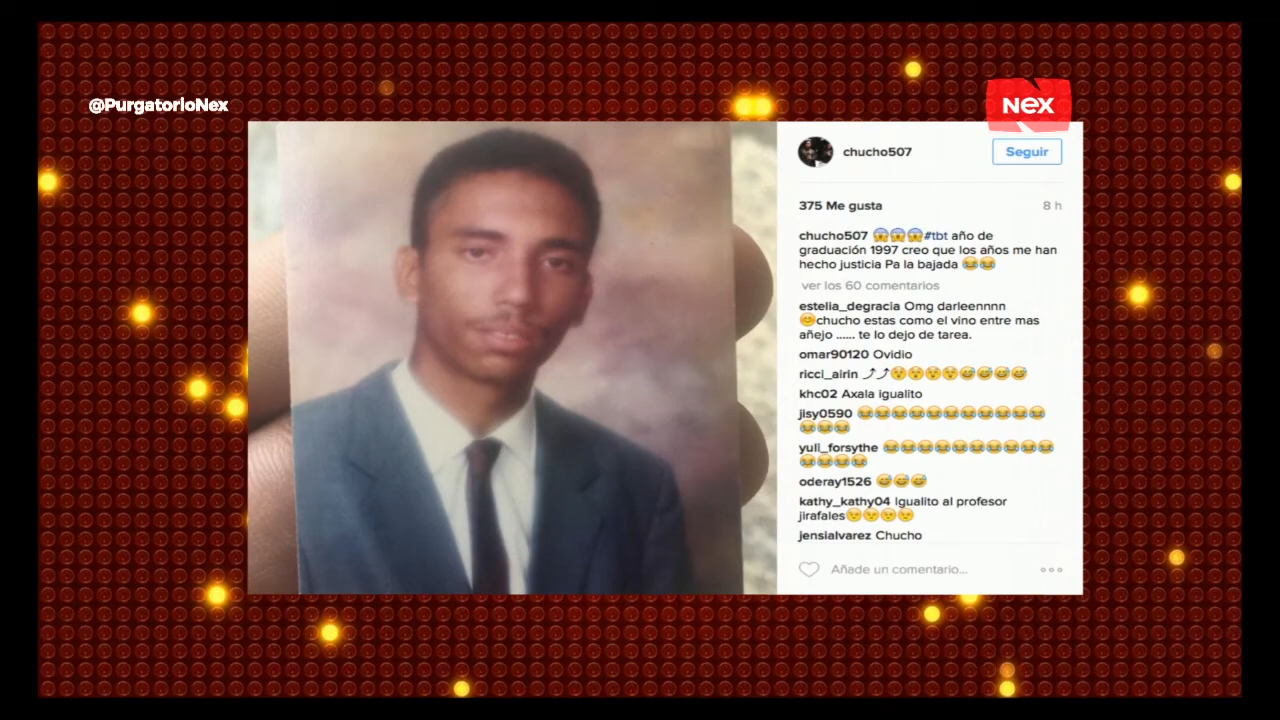 @PurgatorioNex
NEX
chucho507
Seguir
375 Me gusta
8 h
chucho507 😱😱😱#tbt año de
graduación 1997 creo que los años me han
hecho justicia Pa la bajada 😂😂
ver los 60 comentarios
estelia_degracia Omg darleennnn
😊chucho estas como el vino entre mas
añejo ...... te lo dejo de tarea.
omar90120 Ovidio
ricci_airin ⤴⤴😲😲😲😲😅😅😅😅
khc02 Axala igualito
jisy0590 😂😂😂😂😂😂😂😂😂😂😂
😂😂😂
yuli_forsythe 😂😂😂😂😂😂😂😂😂😂
😂😂😂😂
oderay1526 😅😅😅
kathy_kathy04 Igualito al profesor
jirafales😉😉😉😉
jensialvarez Chucho
Añade un comentario...